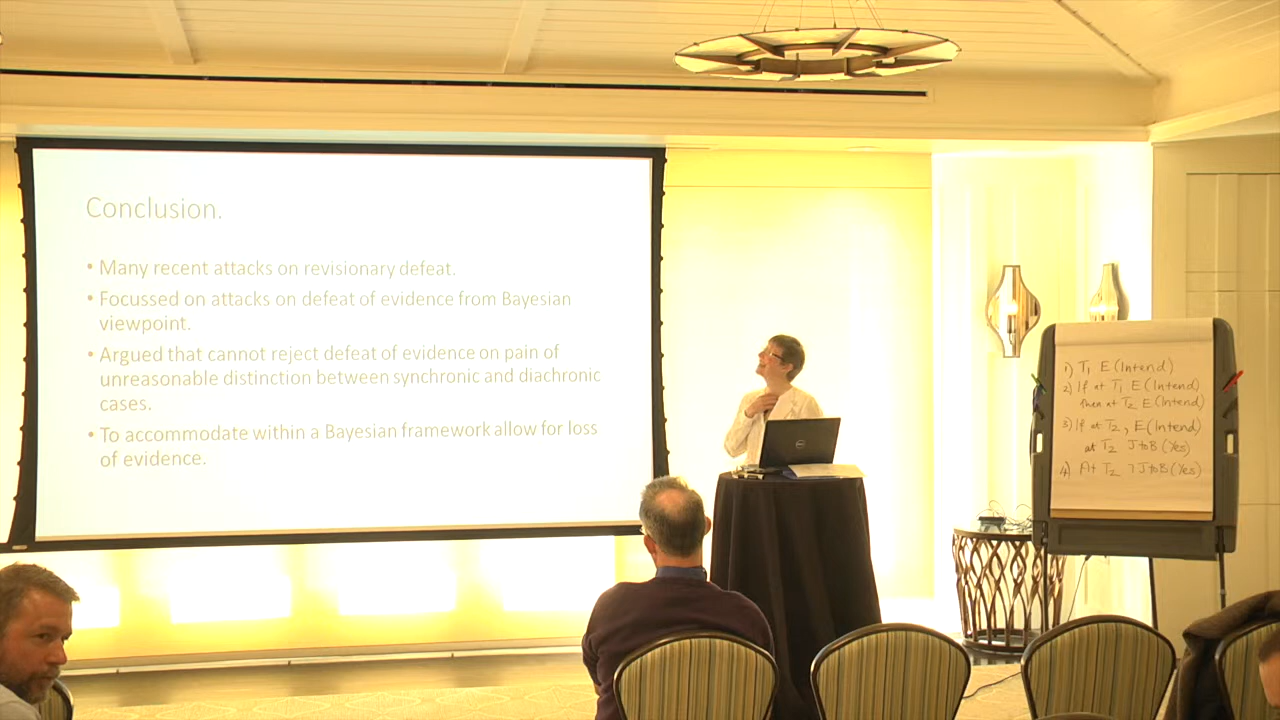 Conclusion.
• Many recent attacks on revisionary defeat.
• Focussed on attacks on defeat of evidence from Bayesian
viewpoint.
• Argued that cannot reject defeat of evidence on pain of
unreasonable distinction between synchronic and diachronic
cases.
• To accommodate within a Bayesian framework allow for loss
of evidence.
DELL
1) T1 E(Intend)
2) If at T1 E(Intend)
then at T2 E(Intend)
3) If at T2, E(Intend)
at T2 JtoB(Yes)
4) At T2 ¬JtoB(Yes)